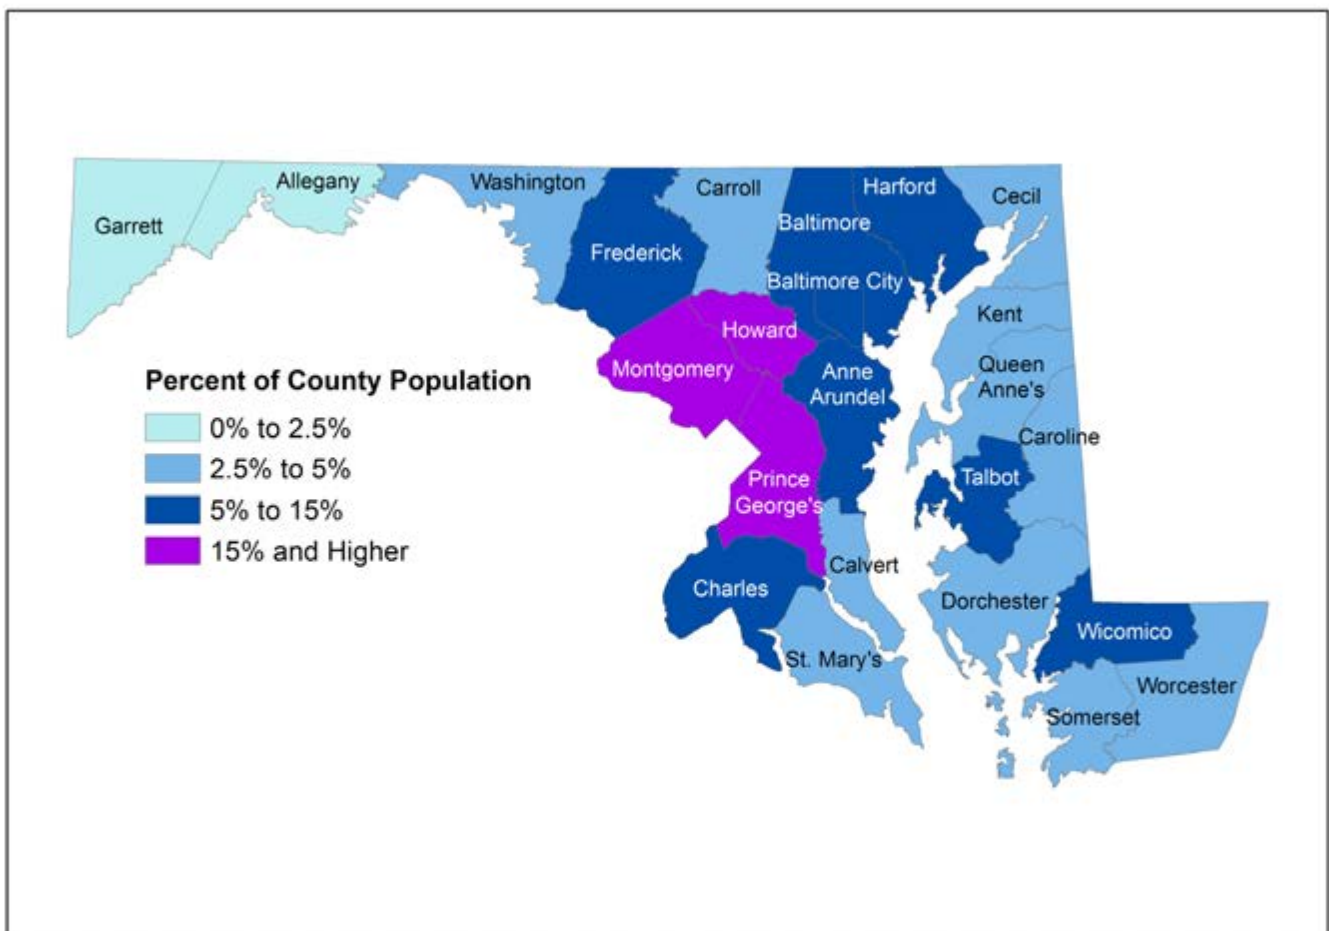 Allegany
Washington
Carroll
Harford
Cecil
Garrett
Frederick
Baltimore
Baltimore City
Kent
Howard
Montgomery
Anne
Arundel
Queen
Anne's
Caroline
Percent of County Population
0% to 2.5%
2.5% to 5%
5% to 15%
15% and Higher
Talbot
Prince
George's
Calvert
Charles
Dorchester
Wicomico
St. Mary's
Worcester
Somerset